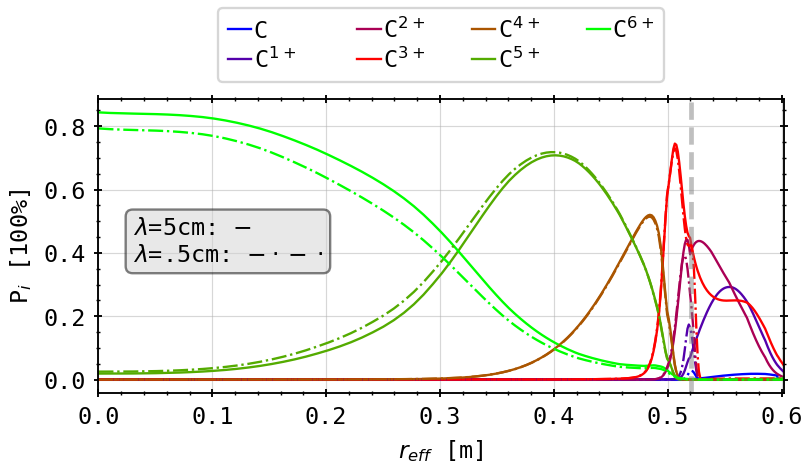 C C²⁺ C⁴⁺ C⁶⁺
C¹⁺ C³⁺ C⁵⁺
0.8
0.6
λ=5cm: —
λ=.5cm: — · — ·
0.4
0.2
0.0
Pᵢ [100%]
0.0 0.1 0.2 0.3 0.4 0.5 0.6
r_eff [m]